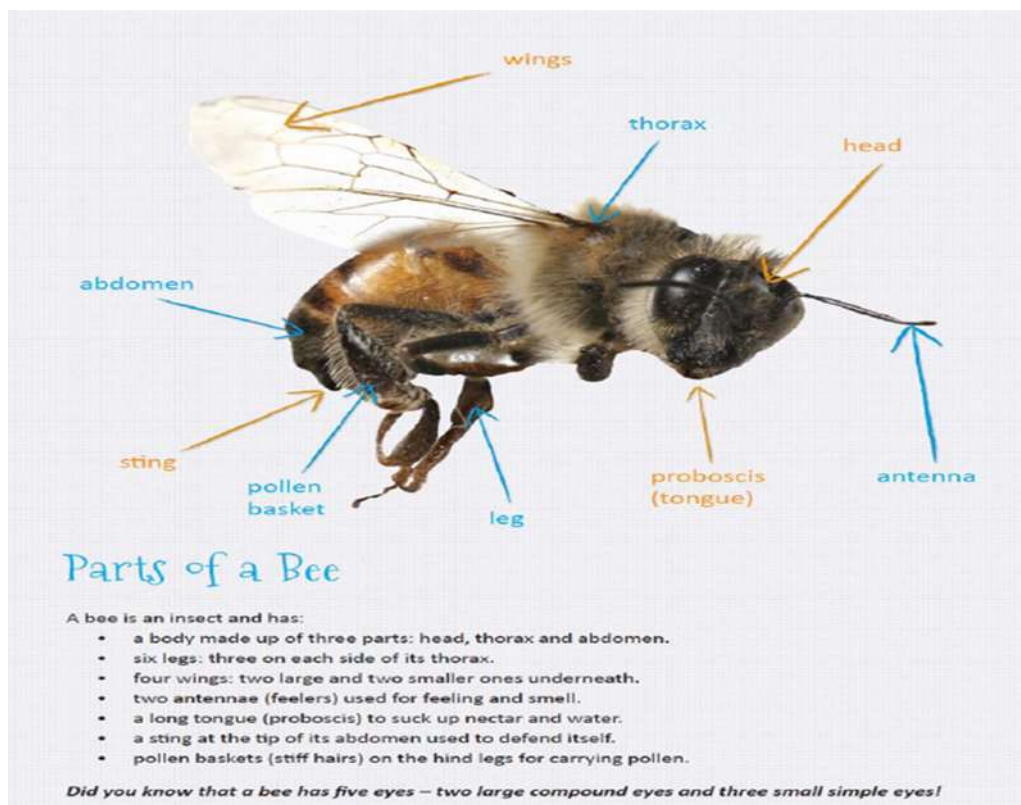 wings
thorax
head
abdomen
sting
pollen
basket
leg
proboscis
(tongue)
antenna
Parts of a Bee
A bee is an insect and has:
• a body made up of three parts: head, thorax and abdomen.
• six legs: three on each side of its thorax.
• four wings: two large and two smaller ones underneath.
• two antennae (feelers) used for feeling and smell.
• a long tongue (proboscis) to suck up nectar and water.
• a sting at the tip of its abdomen used to defend itself.
• pollen baskets (stiff hairs) on the hind legs for carrying pollen.
Did you know that a bee has five eyes – two large compound eyes and three small simple eyes!